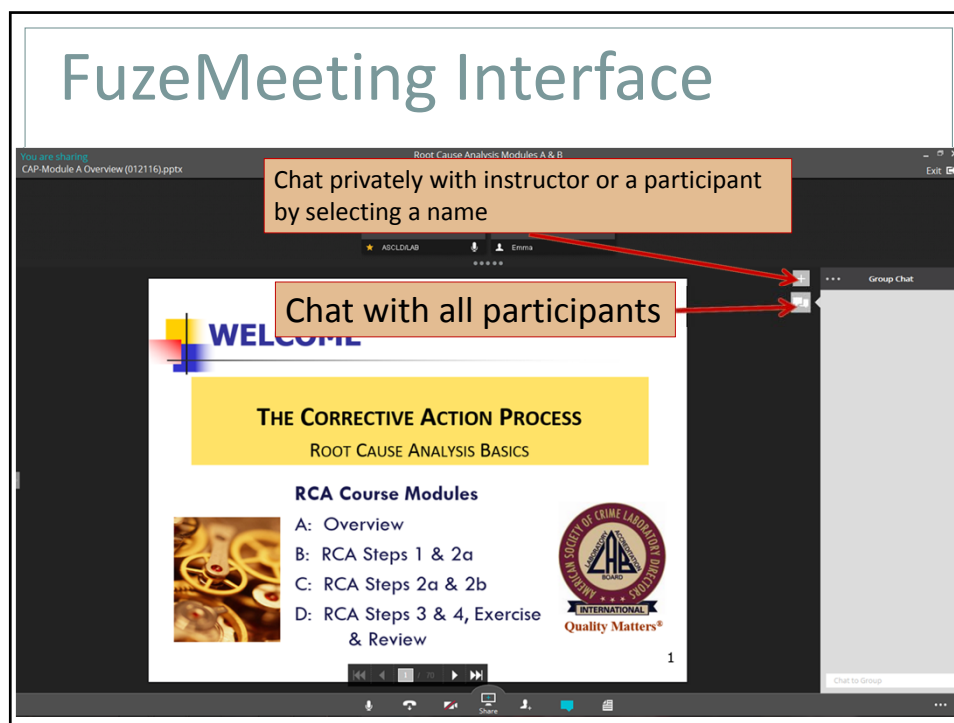 FuzeMeeting Interface
You are sharing
CAP-Module A Overview (012116).pptx
Root Cause Analysis Modules A & B
Exit
Chat privately with instructor or a participant
by selecting a name
ASCLD/LAB
Emma
Group Chat
Chat with all participants
WELCOME
THE CORRECTIVE ACTION PROCESS
ROOT CAUSE ANALYSIS BASICS
RCA Course Modules
A: Overview
B: RCA Steps 1 & 2a
C: RCA Steps 2a & 2b
D: RCA Steps 3 & 4, Exercise
& Review
AMERICAN SOCIETY OF CRIME LABORATORY DIRECTORS
LABORATORY ACCREDITATION
LAB
BOARD
INTERNATIONAL
Quality Matters®
1
1 / 70
Chat to Group
Share